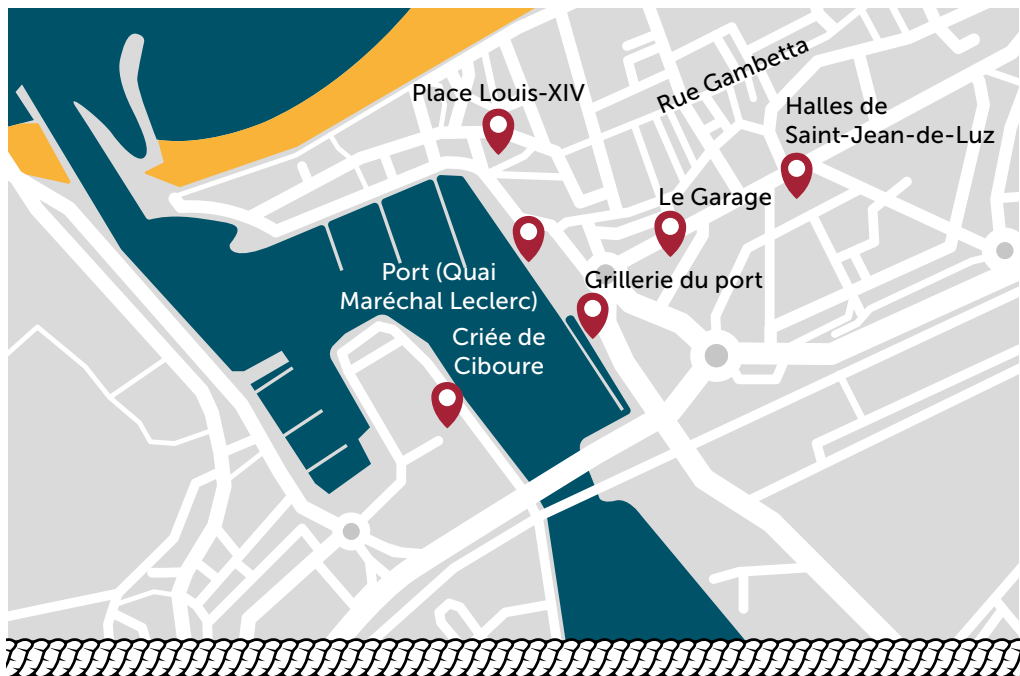 Place Louis-XIV
Rue Gambetta
Halles de
Saint-Jean-de-Luz
Le Garage
Port (Quai
Maréchal Leclerc)
Grillerie du port
Criée de
Ciboure